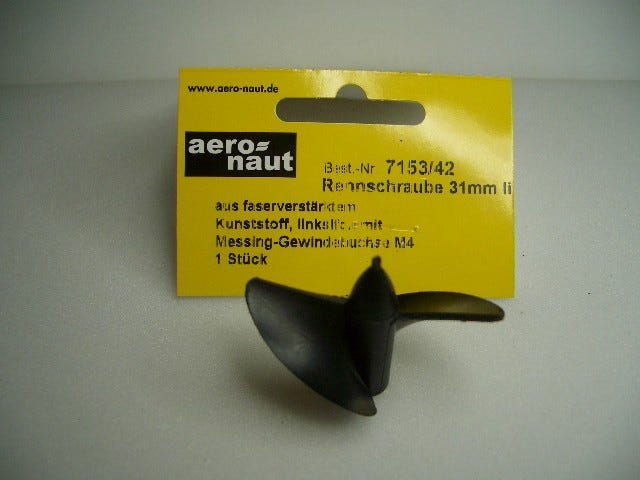 www.aero-naut.de
aero=
naut
Best.-Nr 7153/42
Rennschraube 31mm li
aus faserverstärktem
Kunststoff, mit
Messing-Gewindebuchse M4
1 Stück